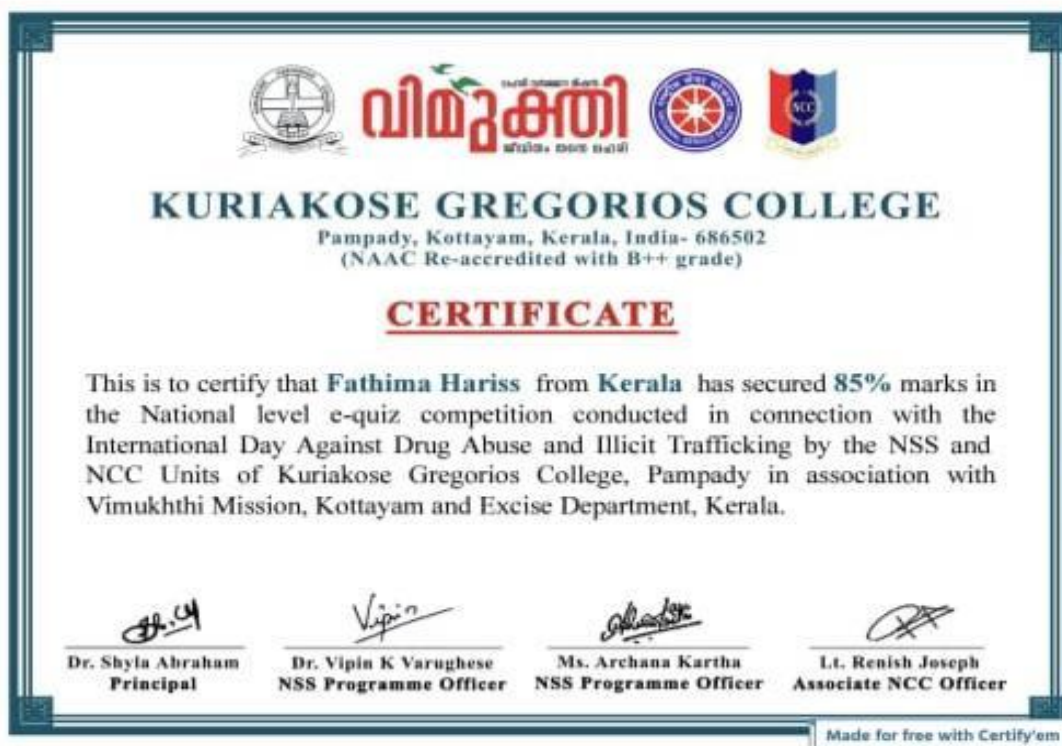 വിമുക്തി
NCC
KURIAKOSE GREGORIOS COLLEGE
Pampady, Kottayam, Kerala, India- 686502
(NAAC Re-accredited with B++ grade)
CERTIFICATE
This is to certify that Fathima Hariss from Kerala has secured 85% marks in
the National level e-quiz competition conducted in connection with the
International Day Against Drug Abuse and Illicit Trafficking by the NSS and
NCC Units of Kuriakose Gregorios College, Pampady in association with
Vimukhthi Mission, Kottayam and Excise Department, Kerala.
Vipin
Dr. Shyla Abraham Dr. Vipin K Varughese Ms. Archana Kartha Lt. Renish Joseph
Principal NSS Programme Officer NSS Programme Officer Associate NCC Officer
Made for free with Certify'em